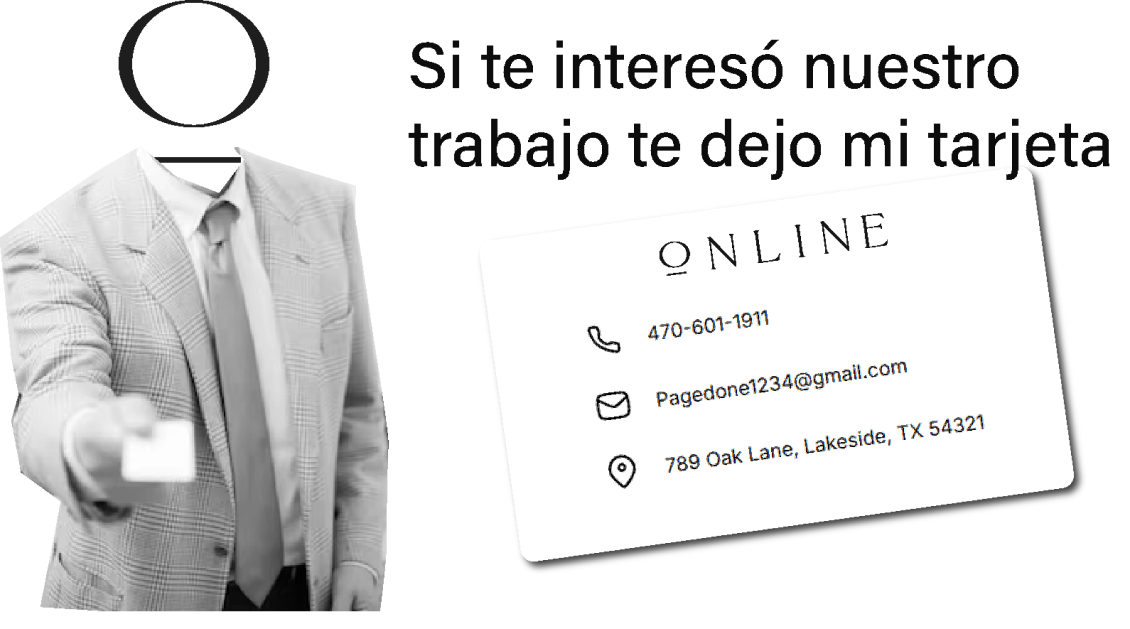 Si te interesó nuestro
trabajo te dejo mi tarjeta
ONLINE
470-601-1911
Pagedone1234@gmail.com
789 Oak Lane, Lakeside, TX 54321